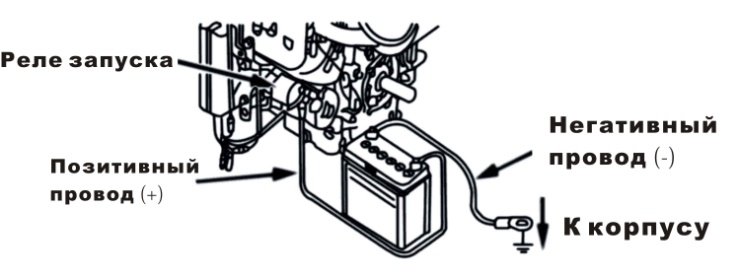 Реле запуска
Позитивный
провод (+)
Негативный
провод (-)
К корпусу